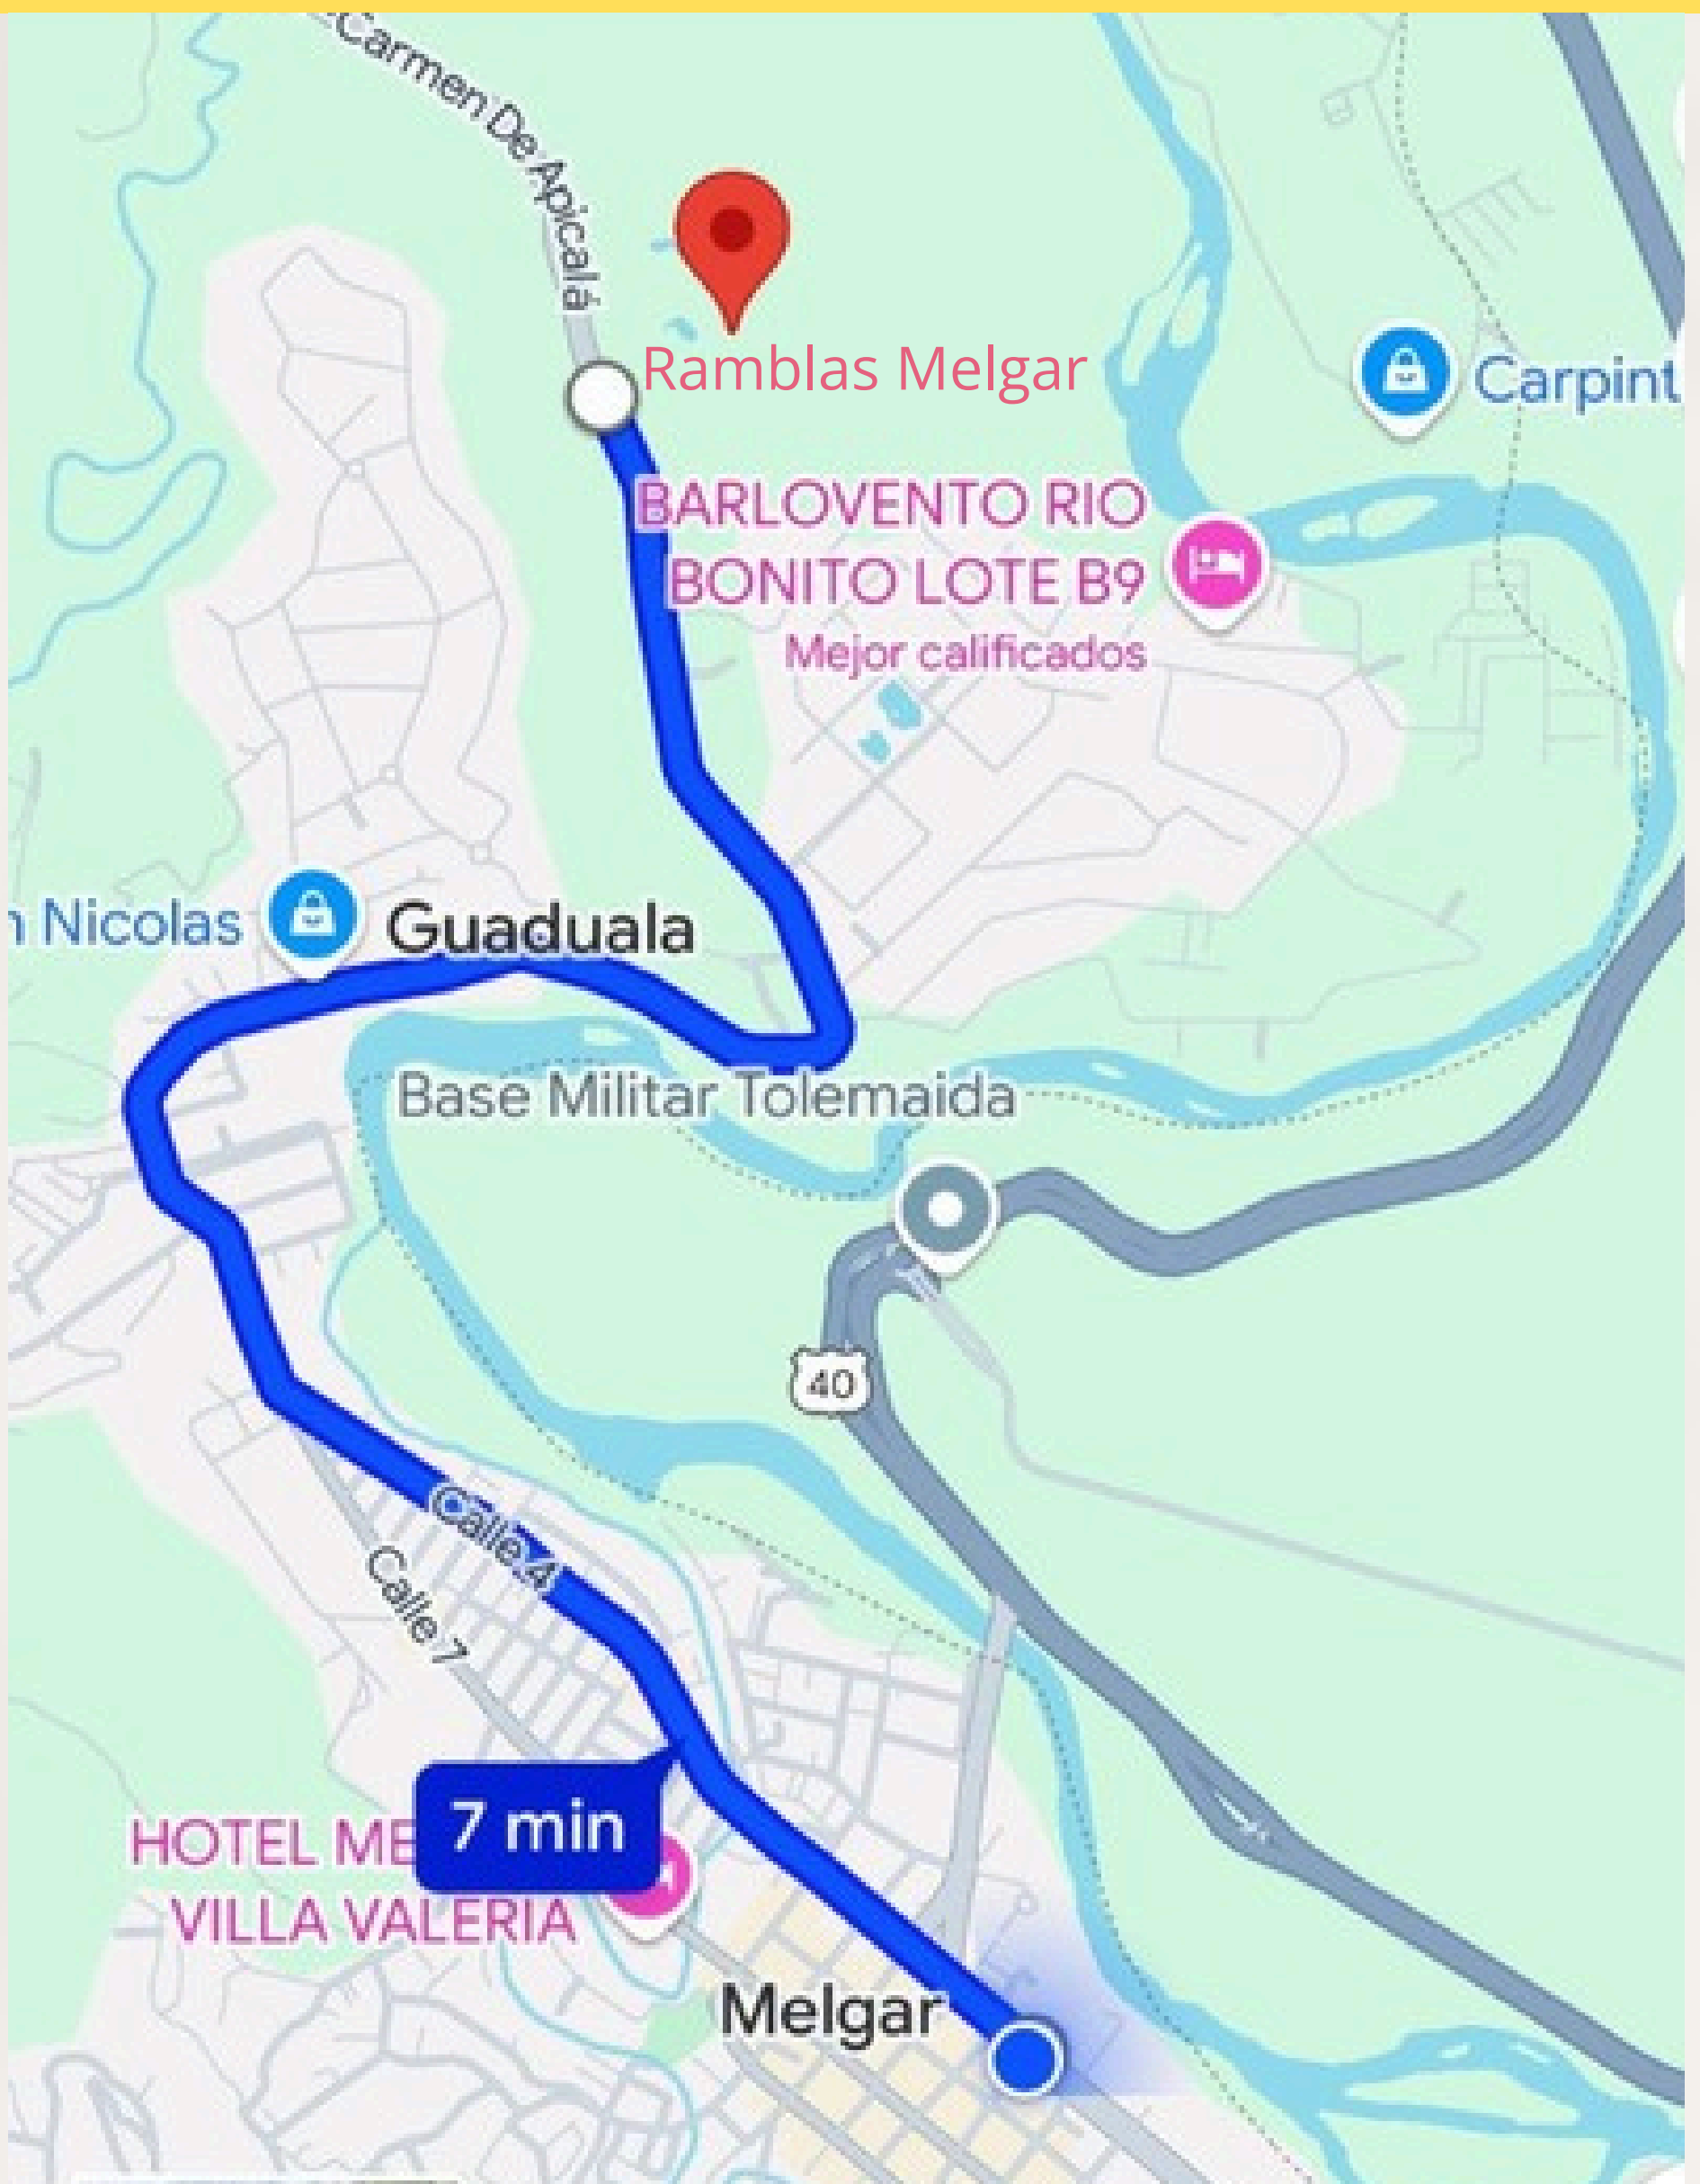 Carmen De Apicalá
Ramblas Melgar
Carpint
BARLOVENTO RIO
BONITO LOTE B9
Mejor calificados
n Nicolas
Guaduala
Base Militar Tolemaida
40
Calle 4
Calle 7
7 min
HOTEL ME
VILLA VALERIA
Melgar